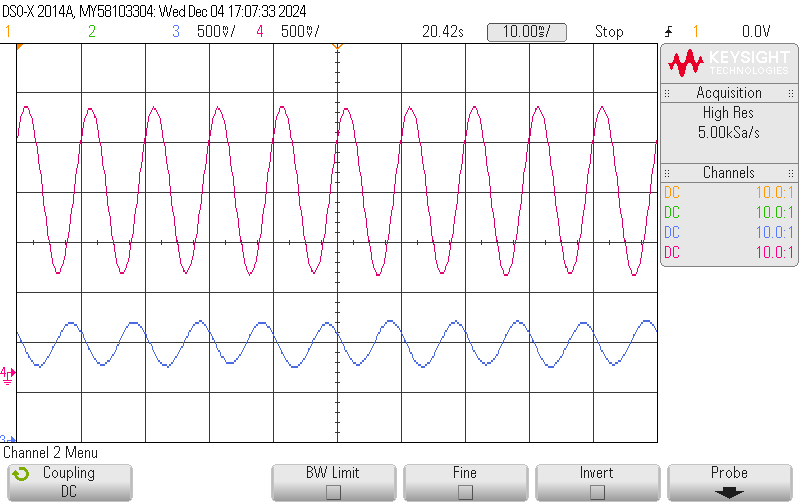 DSO-X 2014A, MY58103304: Wed Dec 04 17:07:33 2024
1 2 3 500mV/ 4 500mV/ 20.42s 10.00ms/ Stop 1 0.0V
KEYSIGHT
TECHNOLOGIES
Acquisition
High Res
5.00kSa/s
Channels
DC 10.0:1
DC 10.0:1
DC 10.0:1
DC 10.0:1
4
3
Channel 2 Menu
Coupling
DC
BW Limit
Fine
Invert
Probe